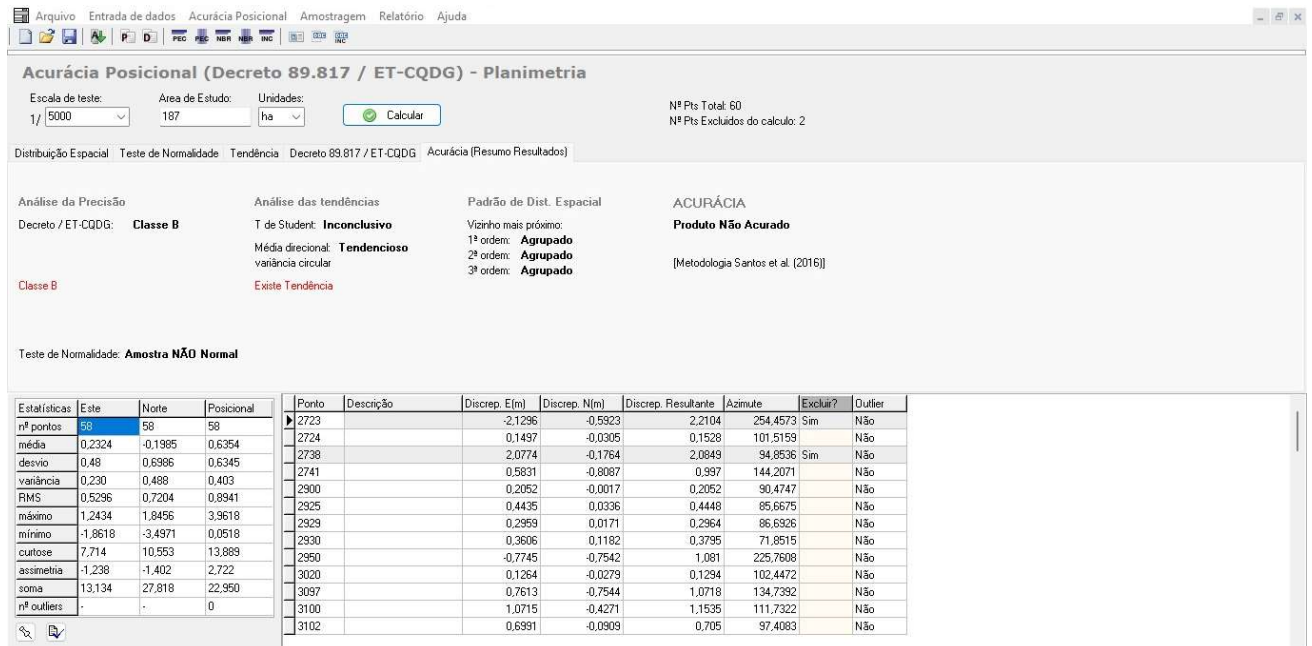 Arquivo Entrada de dados Acurácia Posicional Amostragem Relatório Ajuda
P D PEC PEC NBR NBR INC
Acurácia Posicional (Decreto 89.817 / ET-CQDG) - Planimetria
Escala de teste: Area de Estudo: Unidades:
1/ 5000 187 ha Calcular
Nº Pts Total: 60
Nº Pts Excluidos do calculo: 2
Distribuição Espacial Teste de Normalidade Tendência Decreto 89.817 / ET-CQDG Acurácia (Resumo Resultados)
Análise da Precisão
Decreto / ET-CQDG: Classe B
Classe B
Análise das tendências
T de Student: Inconclusivo
Média direcional: Tendencioso
variância circular
Existe Tendência
Padrão de Dist. Espacial
Vizinho mais próximo:
1ª ordem: Agrupado
2ª ordem: Agrupado
3ª ordem: Agrupado
ACURÁCIA
Produto Não Acurado
[Metodologia Santos et al. (2016)]
Teste de Normalidade: Amostra NÃO Normal
Estatísticas Este Norte Posicional
nº pontos 58 58 58
média 0,2324 -0,1985 0,6354
desvio 0,48 0,6986 0,6345
variância 0,230 0,488 0,403
RMS 0,5296 0,7204 0,8941
máximo 1,2434 1,8456 3,9618
mínimo -1,8618 -3,4971 0,0518
curtose 7,714 10,553 13,889
assimetria -1,238 -1,402 2,722
soma 13,134 27,818 22,950
nº outliers - - 0
Ponto Descrição Discrep. E(m) Discrep. N(m) Discrep. Resultante Azimute Excluir? Outlier
2723 -2,1296 -0,5923 2,2104 254,4573 Sim Não
2724 0,1497 -0,0305 0,1528 101,5159 Não
2738 2,0774 -0,1764 2,0849 94,8536 Sim Não
2741 0,5831 -0,8087 0,997 144,2071 Não
2900 0,2052 -0,0017 0,2052 90,4747 Não
2925 0,4435 0,0336 0,4448 85,6675 Não
2929 0,2959 0,0171 0,2964 86,6926 Não
2930 0,3606 0,1182 0,3795 71,8515 Não
2950 -0,7745 -0,7542 1,081 225,7608 Não
3020 0,1264 -0,0279 0,1294 102,4472 Não
3097 0,7613 -0,7544 1,0718 134,7392 Não
3100 1,0715 -0,4271 1,1535 111,7322 Não
3102 0,6991 -0,0909 0,705 97,4083 Não